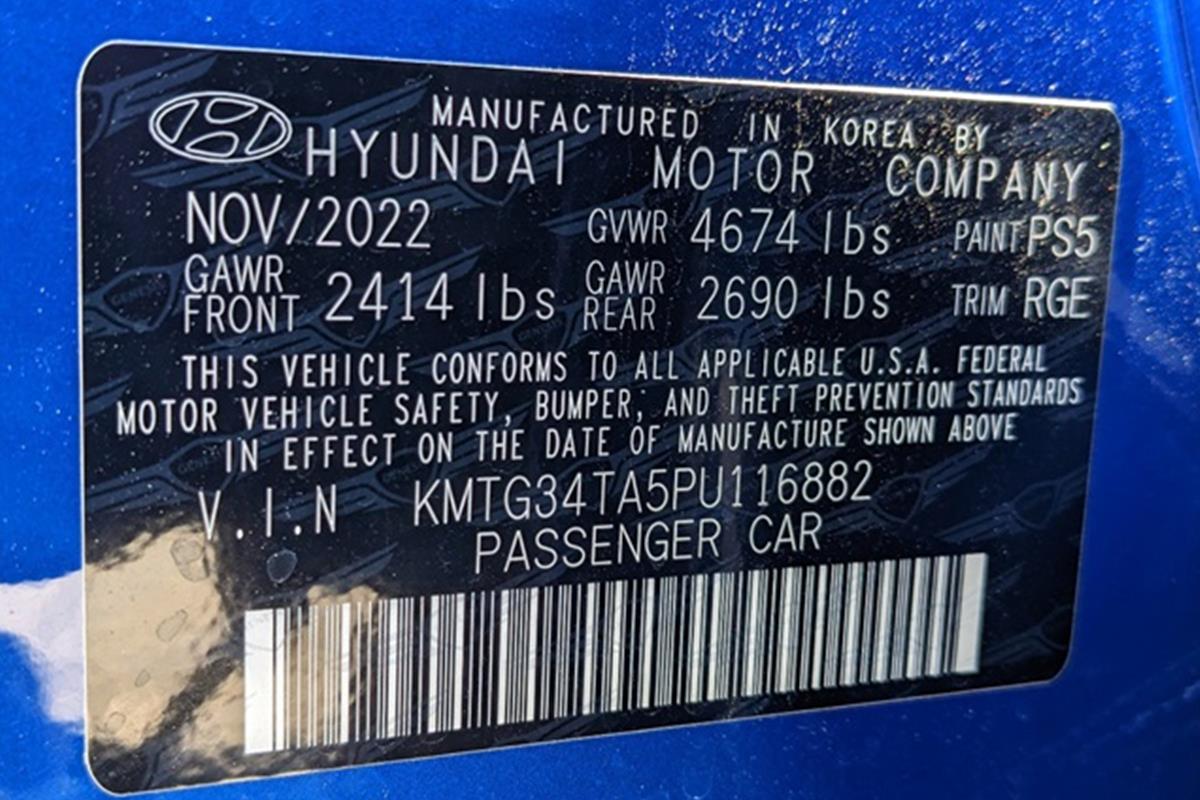 MANUFACTURED IN KOREA BY
HYUNDAI MOTOR COMPANY
NOV/2022 GVWR 4674 lbs PAINT PS5
GAWR FRONT 2414 lbs GAWR REAR 2690 lbs TRIM RGE
THIS VEHICLE CONFORMS TO ALL APPLICABLE U.S.A. FEDERAL
MOTOR VEHICLE SAFETY, BUMPER, AND THEFT PREVENTION STANDARDS
IN EFFECT ON THE DATE OF MANUFACTURE SHOWN ABOVE
V.I.N KMTG34TA5PU116882
PASSENGER CAR